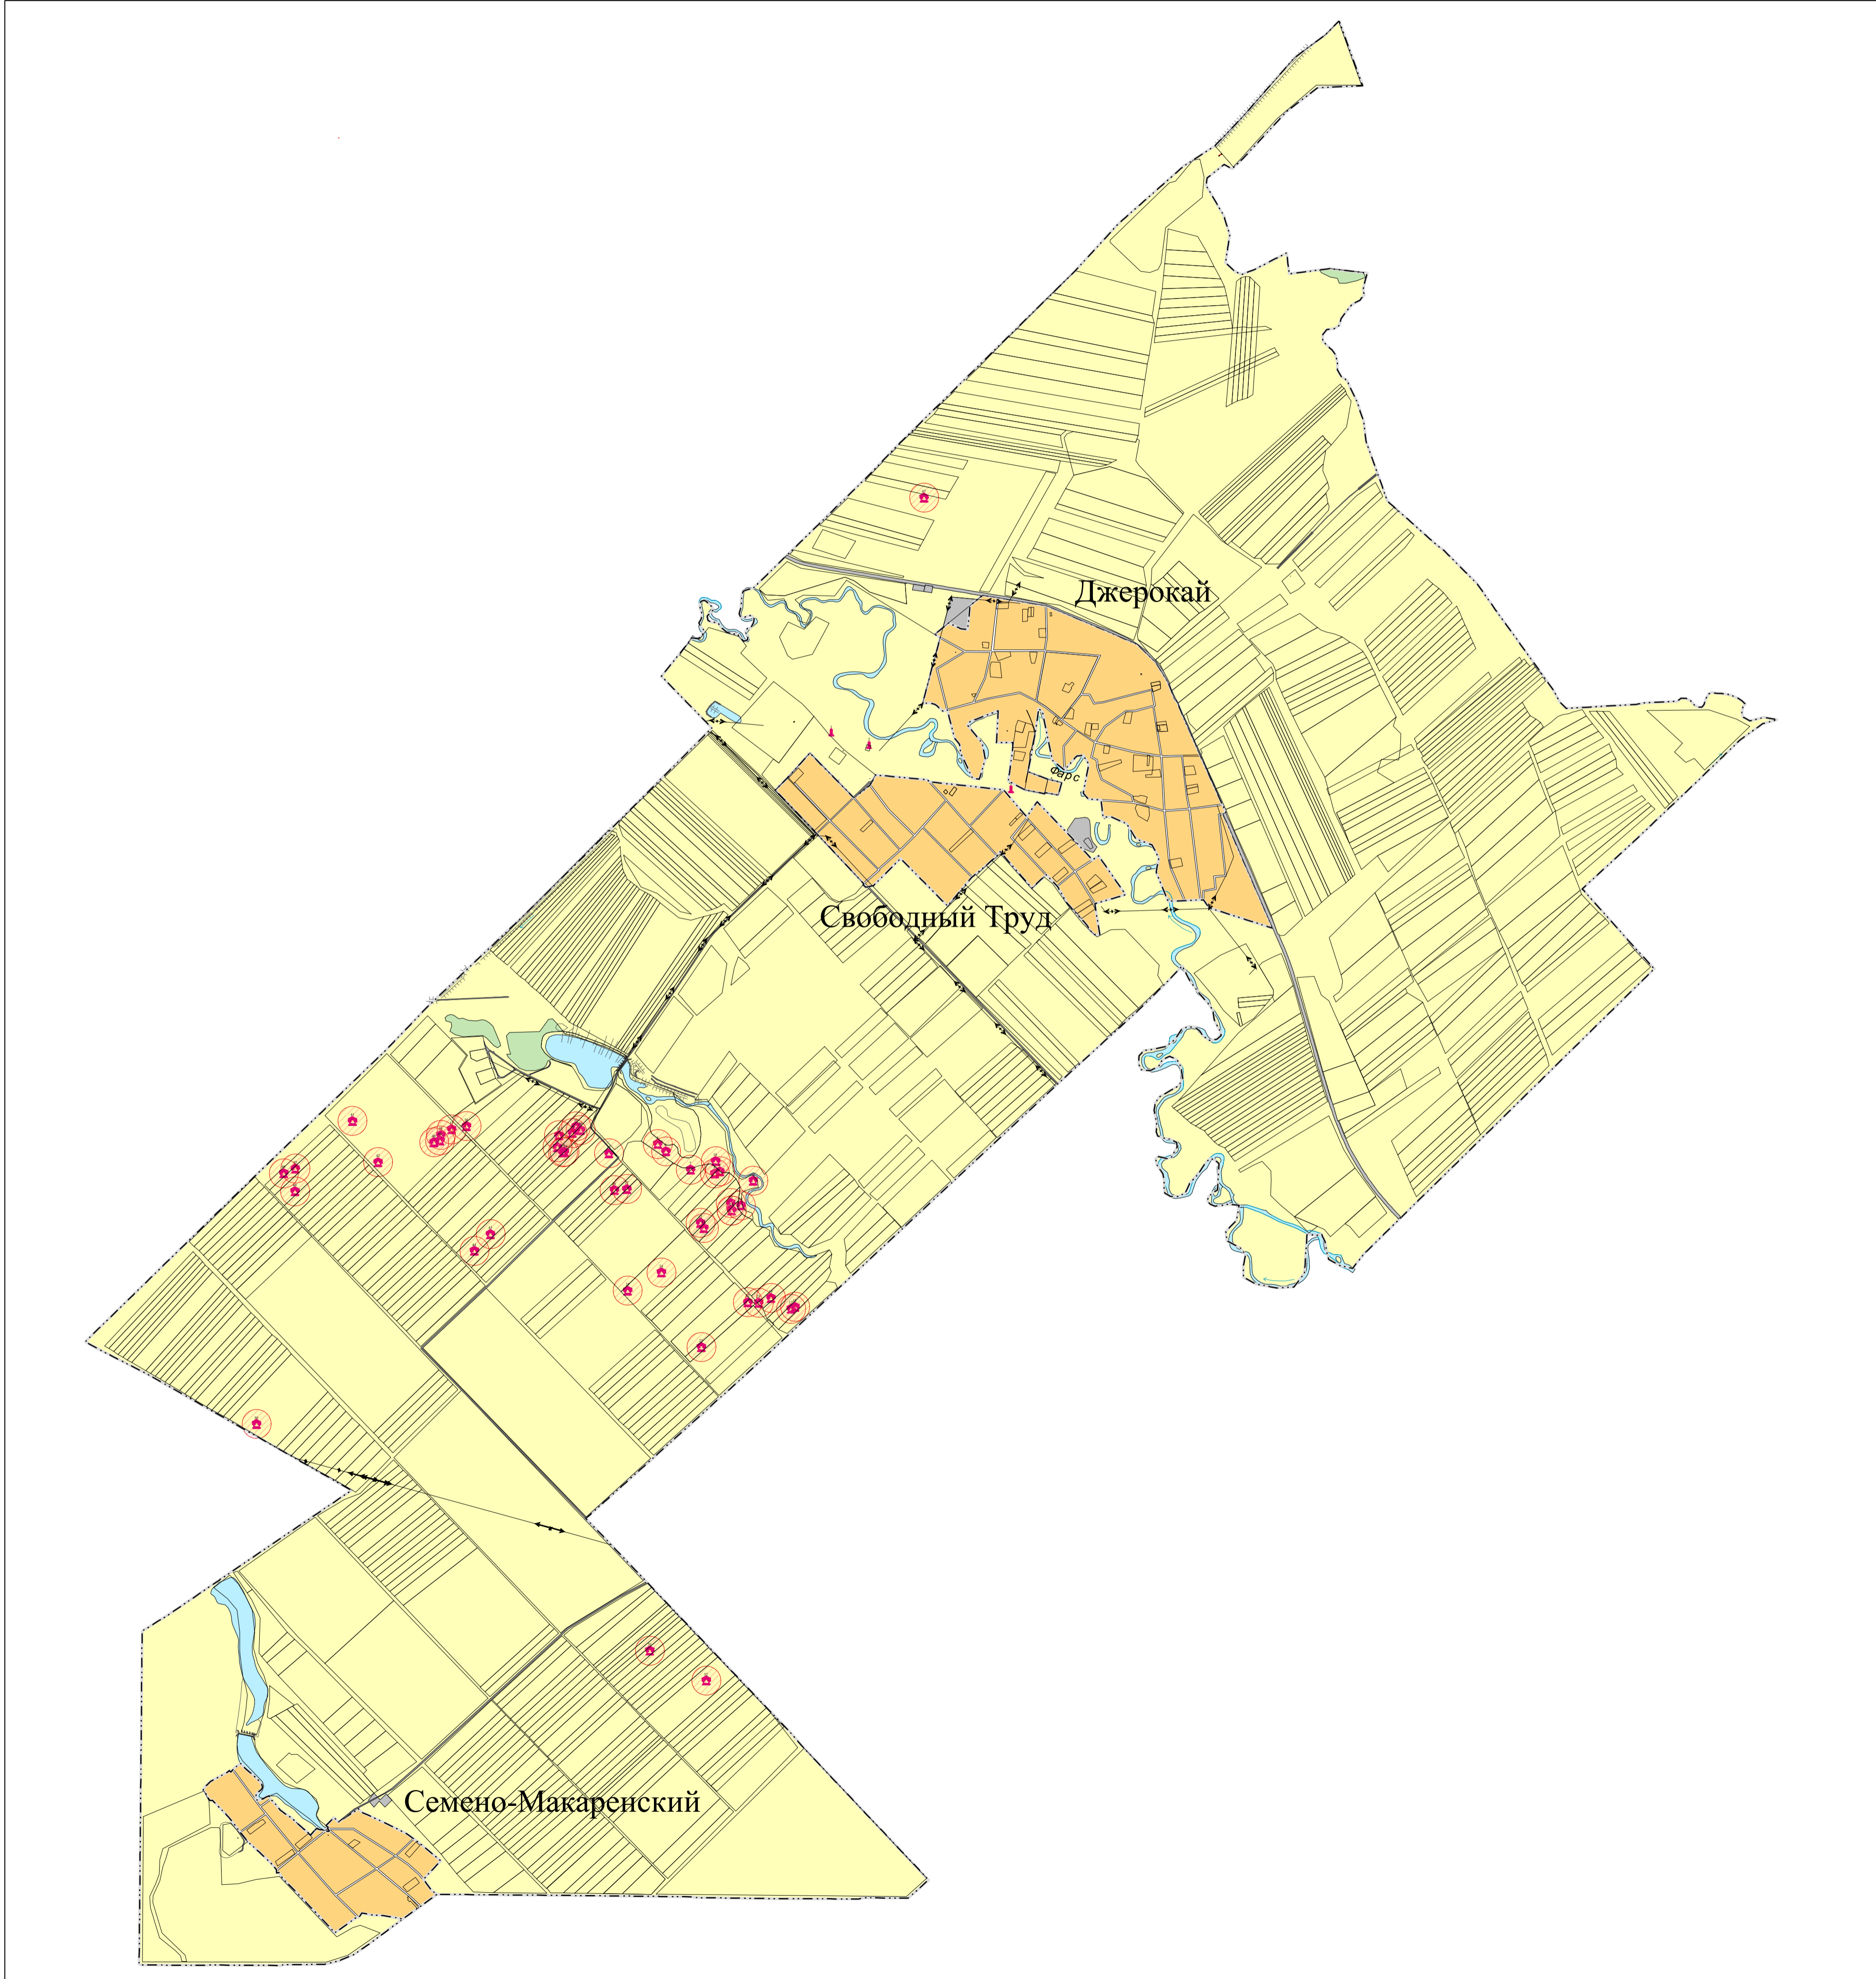 Джерокай
Фарс
Свободный Труд
Семено-Макаренский